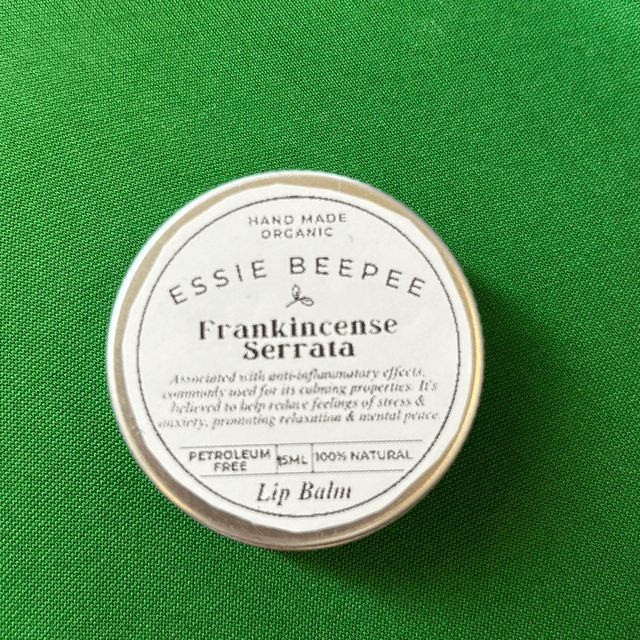 HAND MADE
ORGANIC
ESSIE BEEPEE
Frankincense
Serrata
Associated with anti-inflammatory effects,
commonly used for its calming properties. It's
believed to help reduce feelings of stress &
anxiety, promoting relaxation & mental peace.
PETROLEUM FREE 15ML 100% NATURAL
Lip Balm